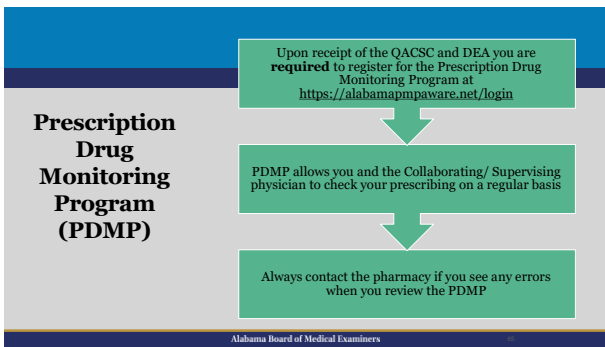 Prescription
Drug
Monitoring
Program
(PDMP)
Upon receipt of the QACSC and DEA you are
required to register for the Prescription Drug
Monitoring Program at
https://alabamapmpaware.net/login
PDMP allows you and the Collaborating/ Supervising
physician to check your prescribing on a regular basis
Always contact the pharmacy if you see any errors
when you review the PDMP
Alabama Board of Medical Examiners